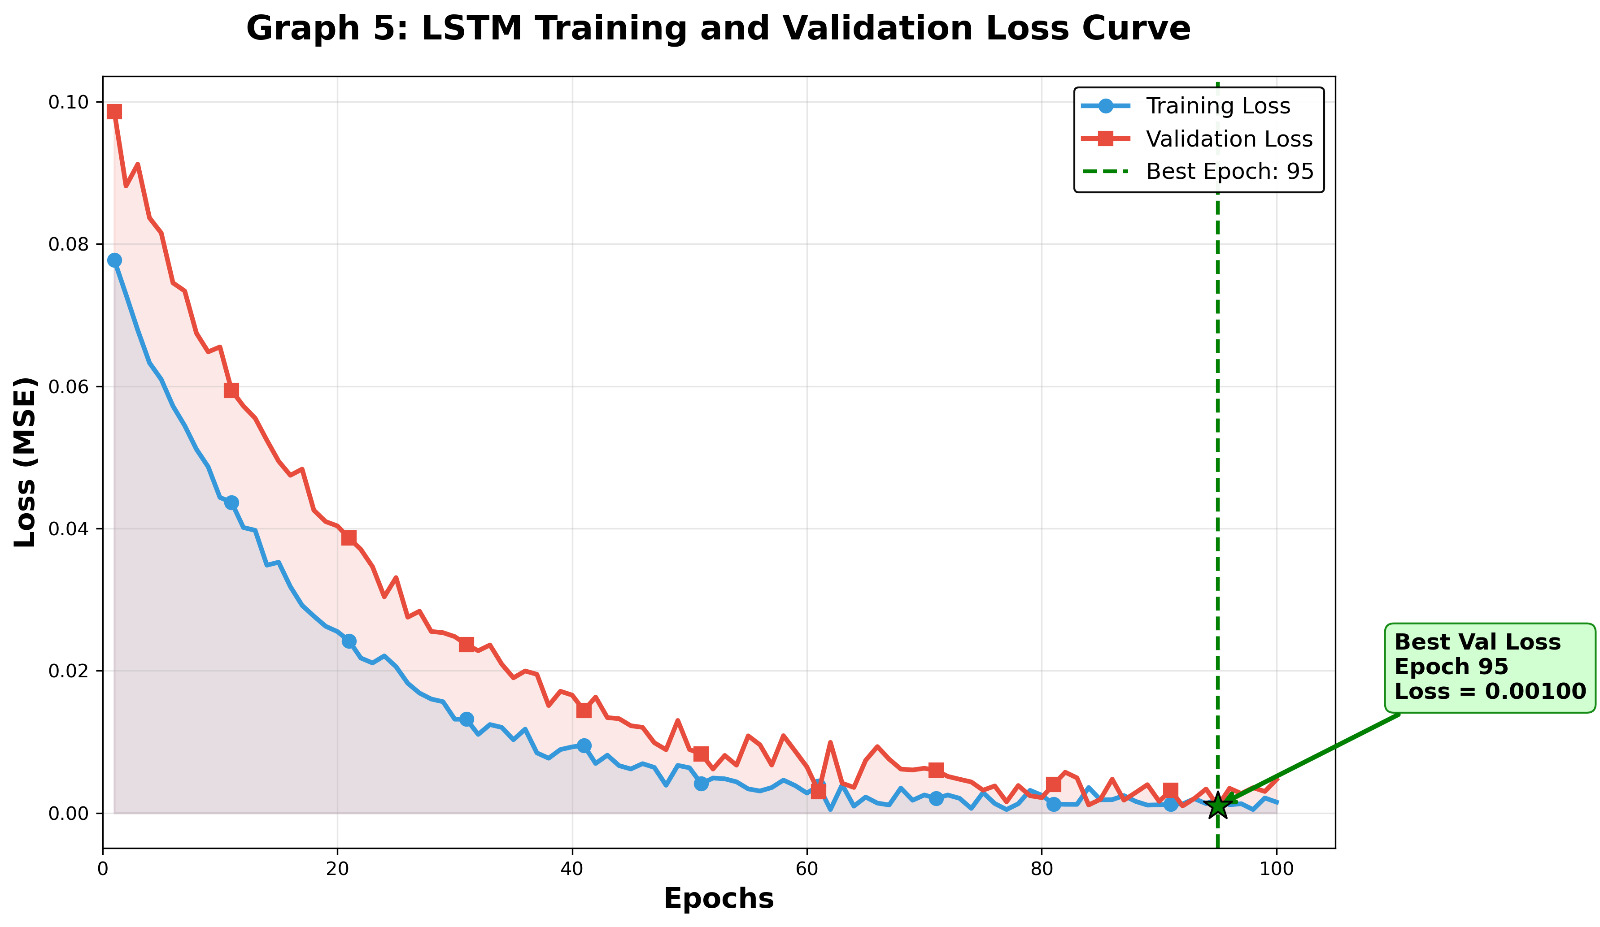 Graph 5: LSTM Training and Validation Loss Curve
Training Loss
Validation Loss
Best Epoch: 95
Loss (MSE)
0.10
0.08
0.06
0.04
0.02
0.00
Best Val Loss
Epoch 95
Loss = 0.00100
0
20
40
60
80
100
Epochs